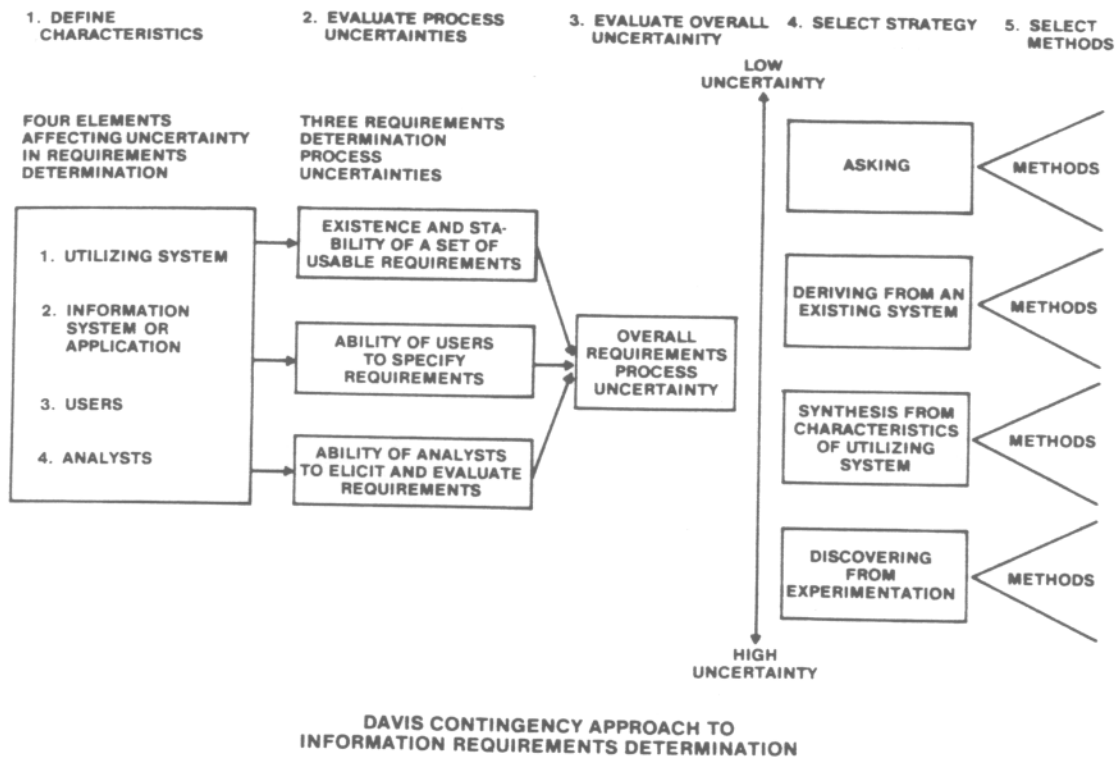 1. DEFINE
CHARACTERISTICS
2. EVALUATE PROCESS
UNCERTAINTIES
3. EVALUATE OVERALL
UNCERTAINITY
4. SELECT STRATEGY
5. SELECT
METHODS
FOUR ELEMENTS
AFFECTING UNCERTAINTY
IN REQUIREMENTS
DETERMINATION
THREE REQUIREMENTS
DETERMINATION
PROCESS
UNCERTAINTIES
1. UTILIZING SYSTEM
2. INFORMATION
SYSTEM OR
APPLICATION
3. USERS
4. ANALYSTS
EXISTENCE AND STA-
BILITY OF A SET OF
USABLE REQUIREMENTS
ABILITY OF USERS
TO SPECIFY
REQUIREMENTS
ABILITY OF ANALYSTS
TO ELICIT AND EVALUATE
REQUIREMENTS
OVERALL
REQUIREMENTS
PROCESS
UNCERTAINTY
LOW
UNCERTAINTY
HIGH
UNCERTAINTY
ASKING
METHODS
DERIVING FROM AN
EXISTING SYSTEM
METHODS
SYNTHESIS FROM
CHARACTERISTICS
OF UTILIZING
SYSTEM
METHODS
DISCOVERING
FROM
EXPERIMENTATION
METHODS
DAVIS CONTINGENCY APPROACH TO
INFORMATION REQUIREMENTS DETERMINATION